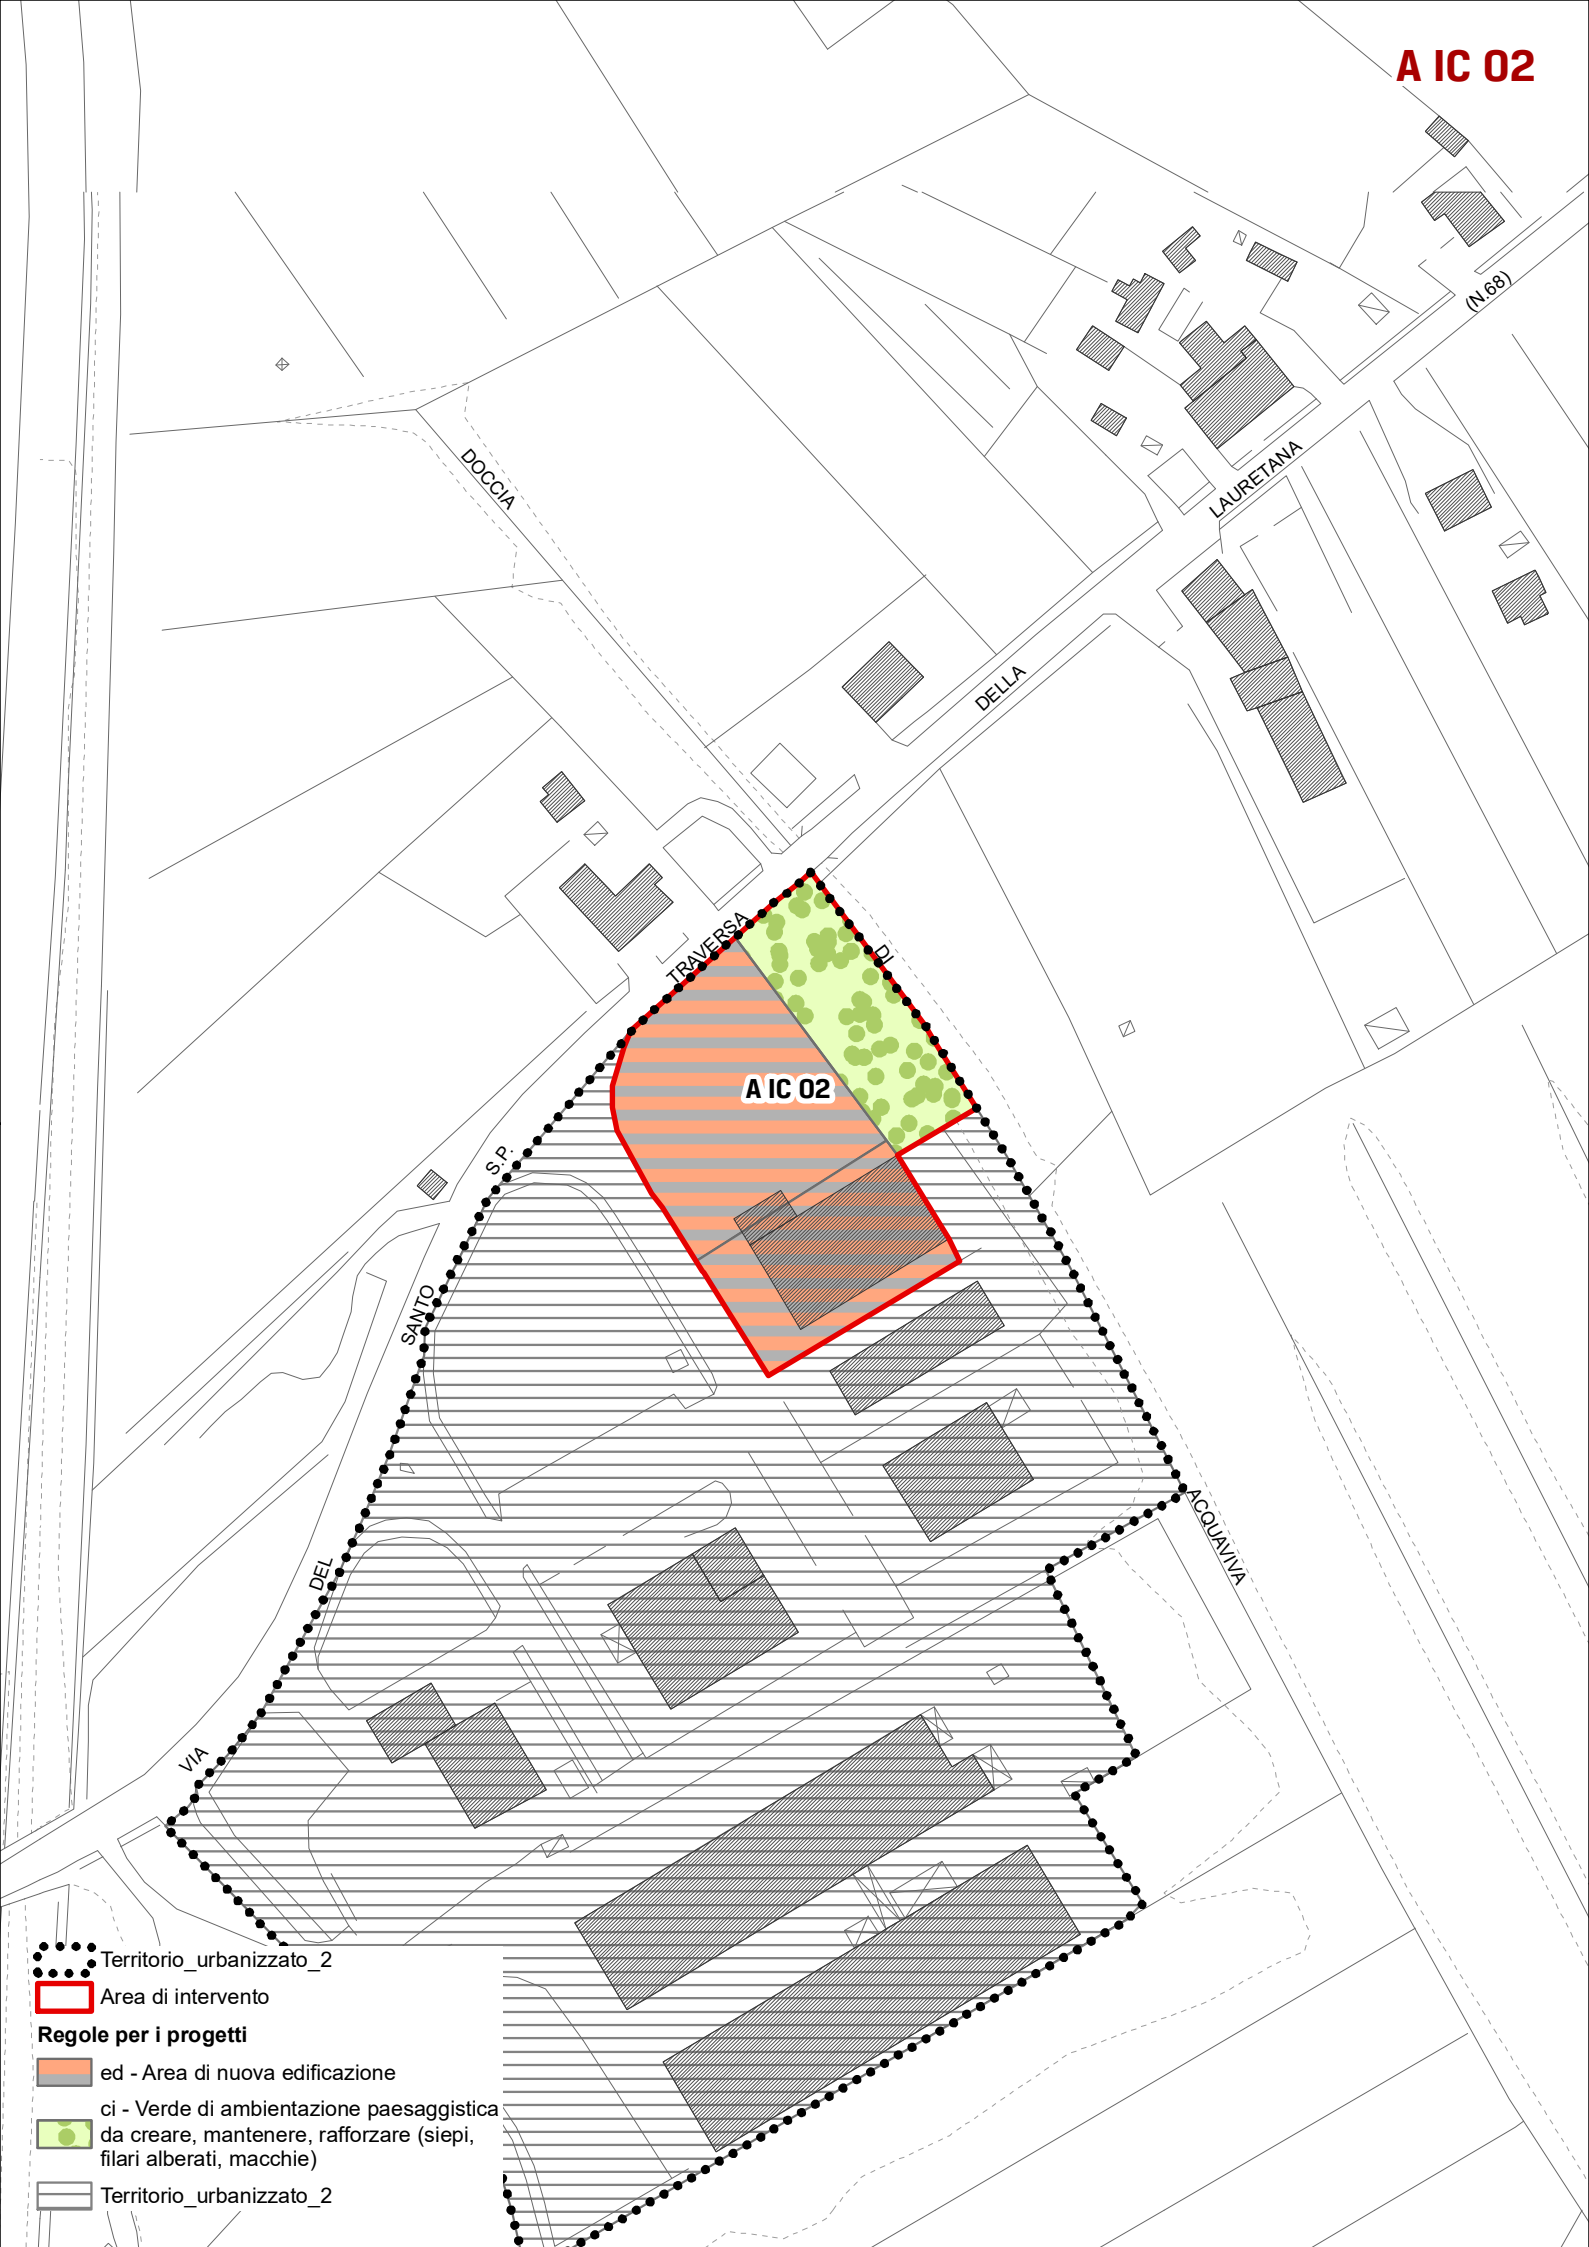 A IC 02
(N.68)
LAURETANA
DOCCIA
DELLA
TRAVERSA
DI
A IC 02
S.P.
SANTO
ACQUAVIVA
DEL
VIA
Territorio_urbanizzato_2
Area di intervento
Regole per i progetti
ed - Area di nuova edificazione
ci - Verde di ambientazione paesaggistica
da creare, mantenere, rafforzare (siepi,
filari alberati, macchie)
Territorio_urbanizzato_2